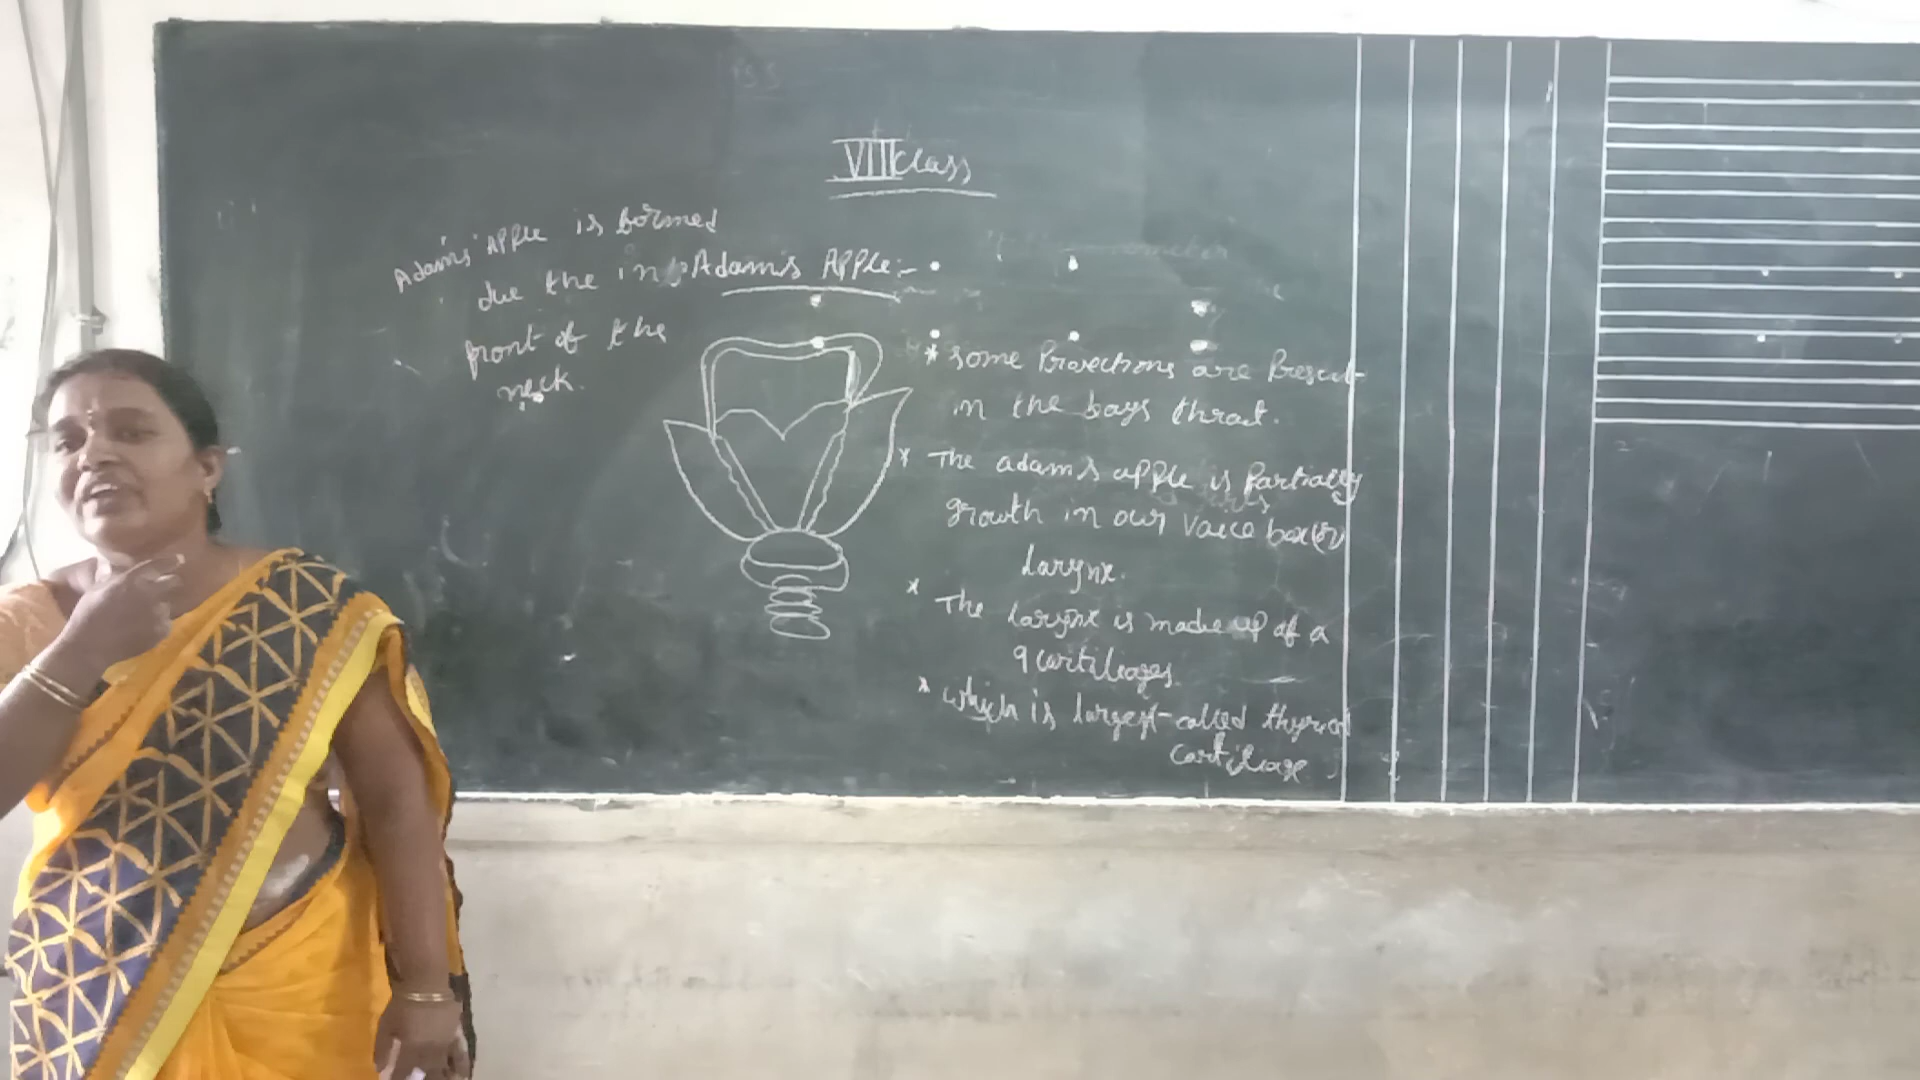 VIII class
Adam's Apple is formed
due the in
front of the
neck.
Adam's Apple:-
* some Projections are Present
in the boys throat.
* The adam's apple is Partially
growth in our voice box (or)
larynx.
* The larynx is made up of a
9 cartileages
* which is largest called thyroid
cartileage